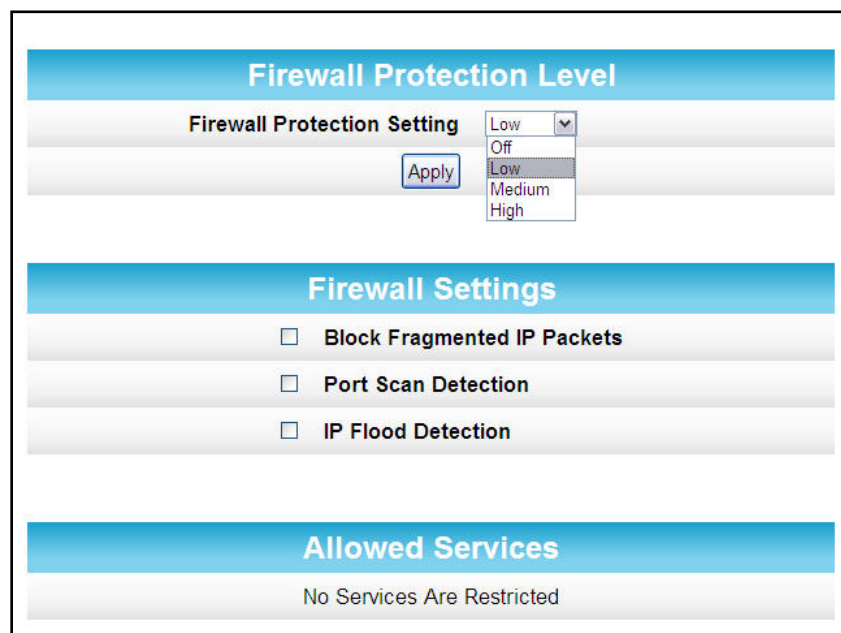 Firewall Protection Level
Firewall Protection Setting Low
Off
Apply Low
Medium
High
Firewall Settings
Block Fragmented IP Packets
Port Scan Detection
IP Flood Detection
Allowed Services
No Services Are Restricted